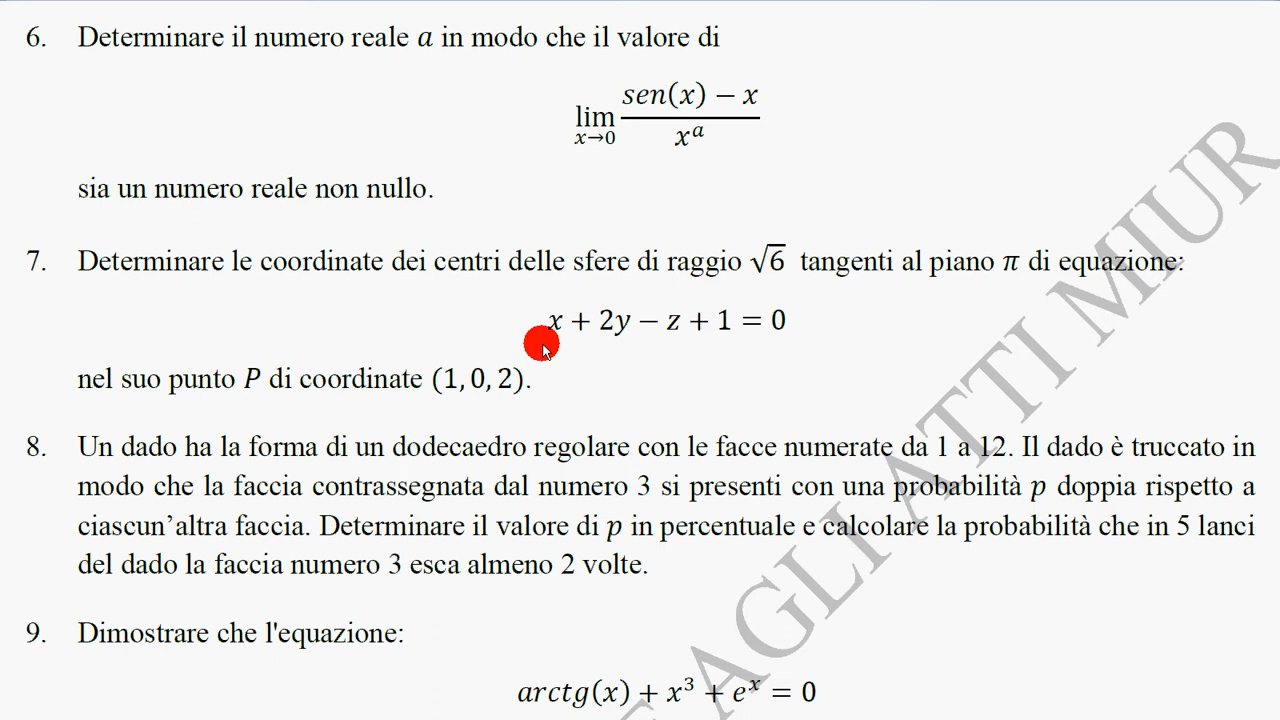 6. Determinare il numero reale a in modo che il valore di
lim x→0 sen(x) − x / x^a
sia un numero reale non nullo.
7. Determinare le coordinate dei centri delle sfere di raggio √6 tangenti al piano π di equazione:
x + 2y − z + 1 = 0
nel suo punto P di coordinate (1, 0, 2).
8. Un dado ha la forma di un dodecaedro regolare con le facce numerate da 1 a 12. Il dado è truccato in
modo che la faccia contrassegnata dal numero 3 si presenti con una probabilità p doppia rispetto a
ciascun’altra faccia. Determinare il valore di p in percentuale e calcolare la probabilità che in 5 lanci
del dado la faccia numero 3 esca almeno 2 volte.
9. Dimostrare che l'equazione:
arctg(x) + x³ + eˣ = 0
E AGLI ATTI MIUR